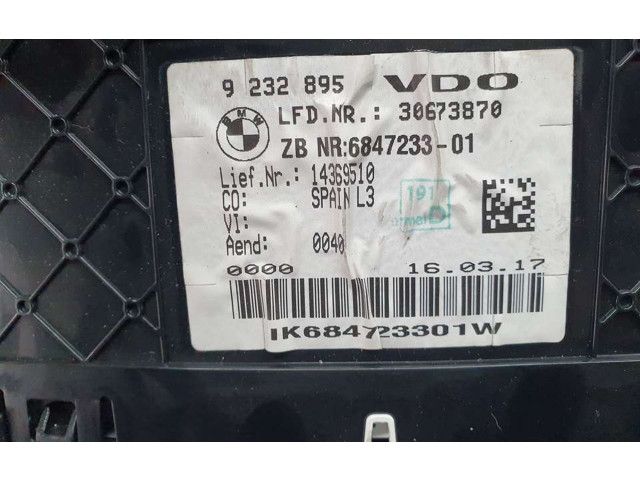 9 232 895 VDO
BMW
LFD.NR.: 30673870
ZB NR:6847233-01
Lief.Nr.: 14369510
CO: SPAIN L3
VI:
Aend: 0040
191
0000 16.03.17
IK684723301W